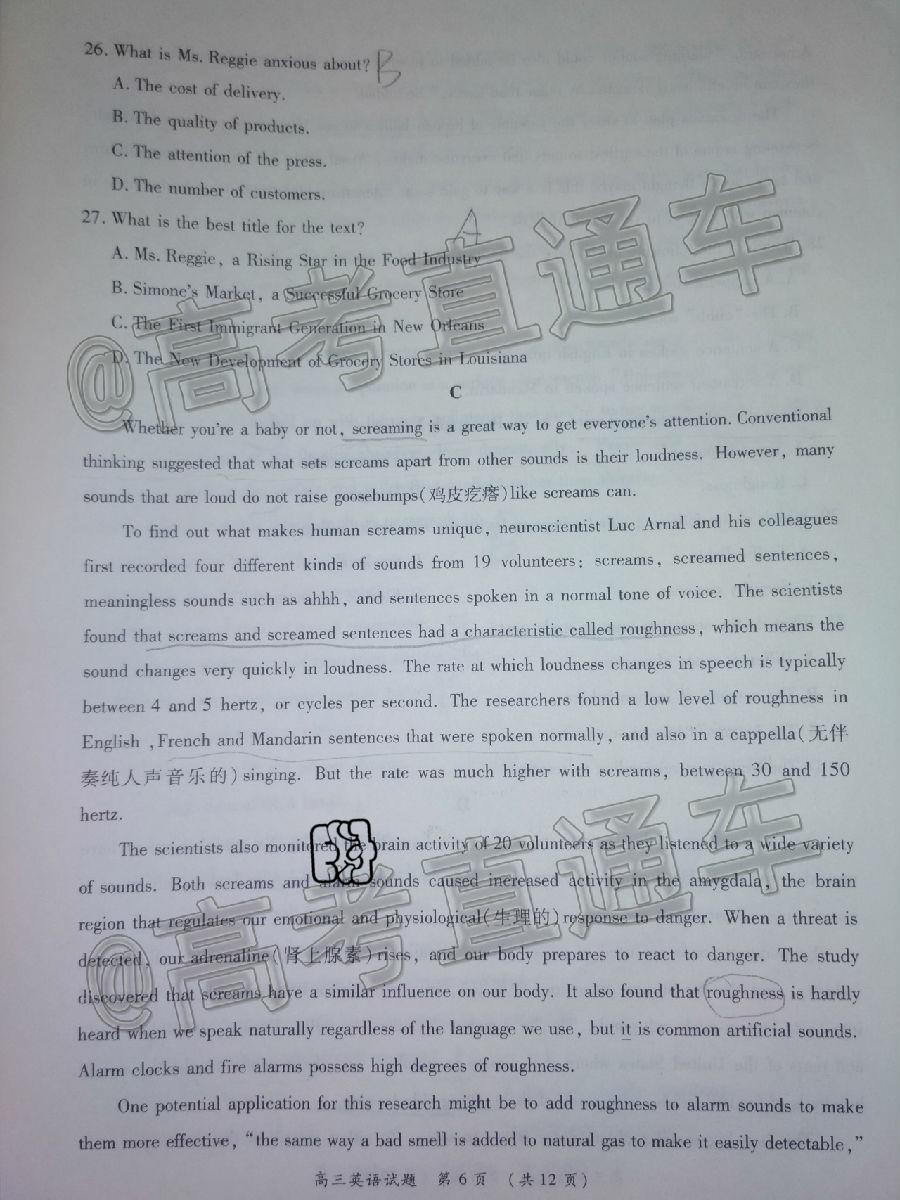 26. What is Ms. Reggie anxious about? B
A. The cost of delivery.
B. The quality of products.
C. The attention of the press.
D. The number of customers.
27. What is the best title for the text? A
A. Ms. Reggie, a Rising Star in the Food Industry
B. Simone's Market, a Successful Grocery Store
C. The First Immigrant Generation in New Orleans
D. The New Development of Grocery Stores in Louisiana
@高考直通车
C
Whether you're a baby or not, screaming is a great way to get everyone's attention. Conventional
thinking suggested that what sets screams apart from other sounds is their loudness. However, many
sounds that are loud do not raise goosebumps(鸡皮疙瘩)like screams can.
To find out what makes human screams unique, neuroscientist Luc Arnal and his colleagues
first recorded four different kinds of sounds from 19 volunteers: screams, screamed sentences,
meaningless sounds such as ahhh, and sentences spoken in a normal tone of voice. The scientists
found that screams and screamed sentences had a characteristic called roughness, which means the
sound changes very quickly in loudness. The rate at which loudness changes in speech is typically
between 4 and 5 hertz, or cycles per second. The researchers found a low level of roughness in
English ,French and Mandarin sentences that were spoken normally, and also in a cappella(无伴
奏纯人声音乐的)singing. But the rate was much higher with screams, between 30 and 150
hertz.
The scientists also monitored the brain activity of 20 volunteers as they listened to a wide variety
of sounds. Both screams and alarm sounds caused increased activity in the amygdala, the brain
region that regulates our emotional and physiological(生理的)response to danger. When a threat is
detected, our adrenaline(肾上腺素)rises, and our body prepares to react to danger. The study
discovered that screams have a similar influence on our body. It also found that roughness is hardly
heard when we speak naturally regardless of the language we use, but it is common artificial sounds.
Alarm clocks and fire alarms possess high degrees of roughness.
@高考直通车
One potential application for this research might be to add roughness to alarm sounds to make
them more effective, "the same way a bad smell is added to natural gas to make it easily detectable,"
高三英语试题 第6页 (共12页)